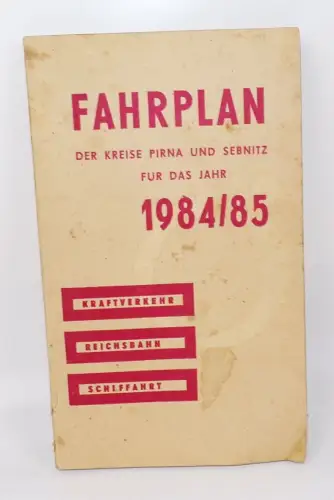 FAHRPLAN
DER KREISE PIRNA UND SEBNITZ
FÜR DAS JAHR
1984/85
KRAFTVERKEHR
REICHSBAHN
SCHIFFAHRT